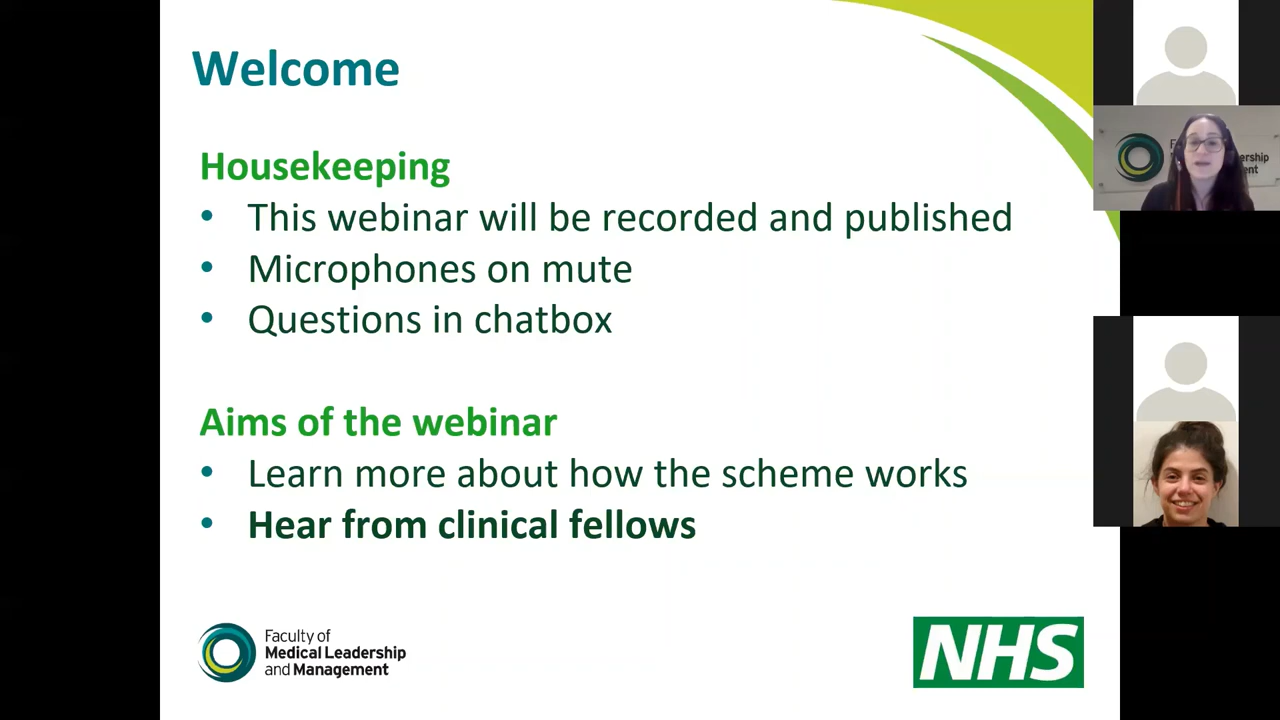 Welcome
Housekeeping
• This webinar will be recorded and published
• Microphones on mute
• Questions in chatbox
Aims of the webinar
• Learn more about how the scheme works
• Hear from clinical fellows
Faculty of
Medical Leadership
and Management
NHS